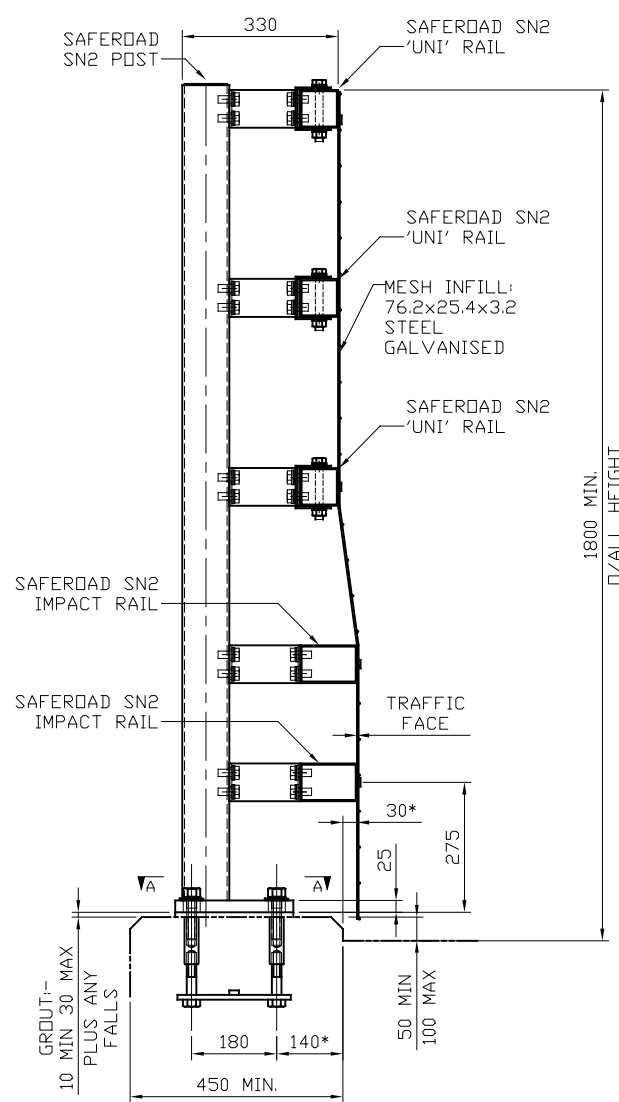 330
SAFEROAD
SN2 POST
SAFEROAD SN2
'UNI' RAIL
SAFEROAD SN2
'UNI' RAIL
MESH INFILL:
76.2x25.4x3.2
STEEL
GALVANISED
SAFEROAD SN2
'UNI' RAIL
1800 MIN.
O/ALL HEIGHT
SAFEROAD SN2
IMPACT RAIL
SAFEROAD SN2
IMPACT RAIL
TRAFFIC
FACE
30*
25
275
A
A
GROUT:-
10 MIN 30 MAX
PLUS ANY
FALLS
50 MIN
100 MAX
180
140*
450 MIN.